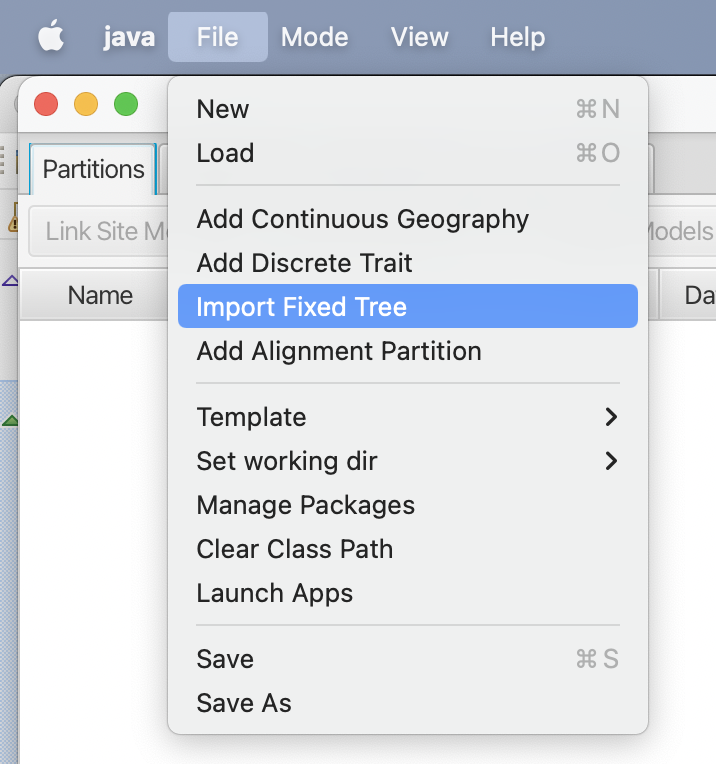 java File Mode View Help
New ⌘N
Load ⌘O
Partitions
Add Continuous Geography
Link Site Models
Add Discrete Trait
Name
Import Fixed Tree
Add Alignment Partition
Template
Set working dir
Manage Packages
Clear Class Path
Launch Apps
Save ⌘S
Save As